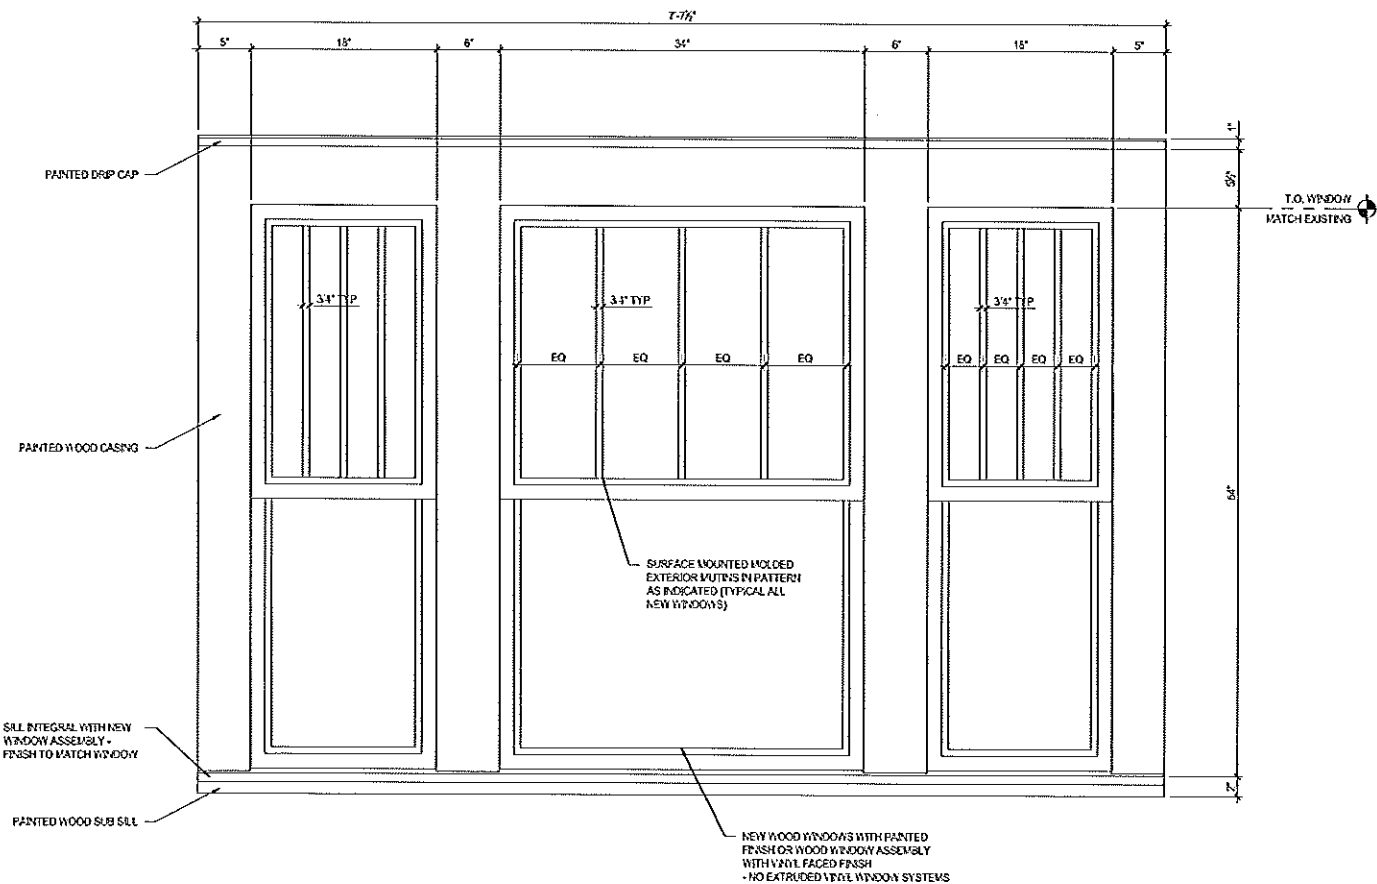 7'-7½"
5" 18" 6" 34" 6" 18" 5"
1"
5½"
PAINTED DRIP CAP
T.O. WINDOW
MATCH EXISTING
3/4" TYP 3/4" TYP 3/4" TYP
EQ EQ EQ EQ EQ EQ EQ EQ
PAINTED WOOD CASING
54"
SURFACE MOUNTED MOLDED
EXTERIOR MUTINS IN PATTERN
AS INDICATED (TYPICAL ALL
NEW WINDOWS)
SILL INTEGRAL WITH NEW
WINDOW ASSEMBLY -
FINISH TO MATCH WINDOW
2"
PAINTED WOOD SUB SILL
NEW WOOD WINDOWS WITH PAINTED
FINISH OR WOOD WINDOW ASSEMBLY
WITH VINYL FACED FINISH
- NO EXTRUDED VINYL WINDOW SYSTEMS